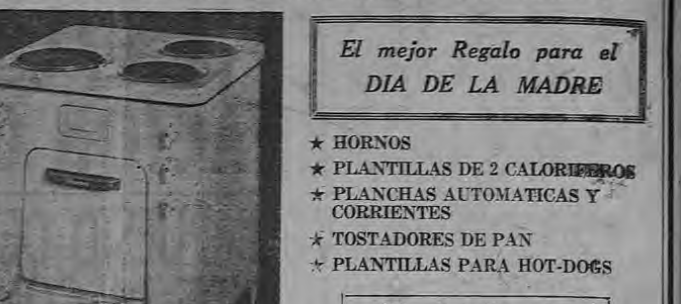 El mejor Regalo para el
DIA DE LA MADRE
★ HORNOS
★ PLANTILLAS DE 2 CALORIFEROS
★ PLANCHAS AUTOMATICAS Y
CORRIENTES
★ TOSTADORES DE PAN
★ PLANTILLAS PARA HOT-DOGS